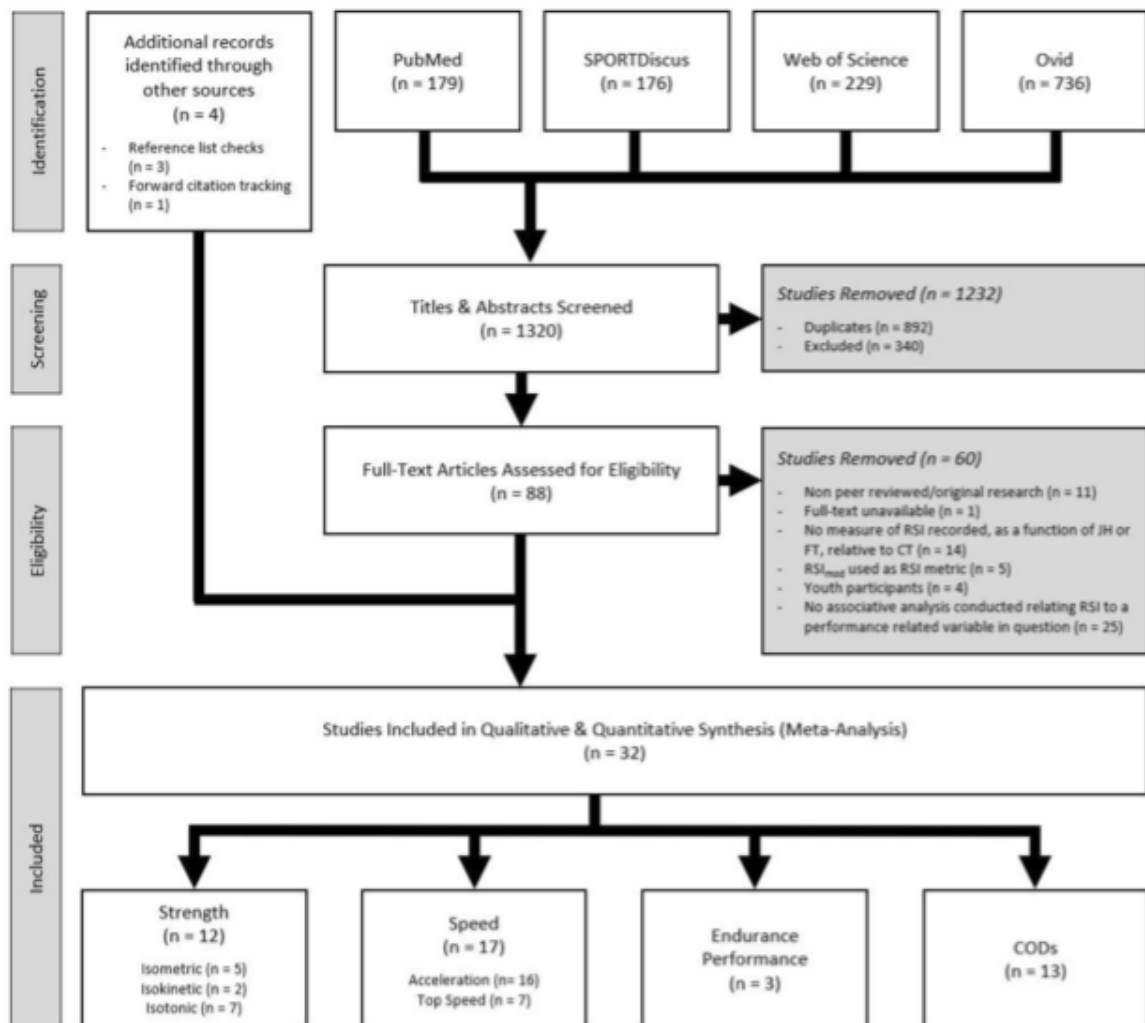 Identification
Additional records
identified through
other sources
(n = 4)
- Reference list checks
(n = 3)
- Forward citation tracking
(n = 1)
PubMed
(n = 179)
SPORTDiscus
(n = 176)
Web of Science
(n = 229)
Ovid
(n = 736)
Screening
Titles & Abstracts Screened
(n = 1320)
Studies Removed (n = 1232)
- Duplicates (n = 892)
- Excluded (n = 340)
Eligibility
Full-Text Articles Assessed for Eligibility
(n = 88)
Studies Removed (n = 60)
- Non peer reviewed/original research (n = 11)
- Full-text unavailable (n = 1)
- No measure of RSI recorded, as a function of JH or
FT, relative to CT (n = 14)
- RSImod used as RSI metric (n = 5)
- Youth participants (n = 4)
- No associative analysis conducted relating RSI to a
performance related variable in question (n = 25)
Included
Studies Included in Qualitative & Quantitative Synthesis (Meta-Analysis)
(n = 32)
Strength
(n = 12)
Isometric (n = 5)
Isokinetic (n = 2)
Isotonic (n = 7)
Speed
(n = 17)
Acceleration (n= 16)
Top Speed (n = 7)
Endurance
Performance
(n = 3)
CODs
(n = 13)